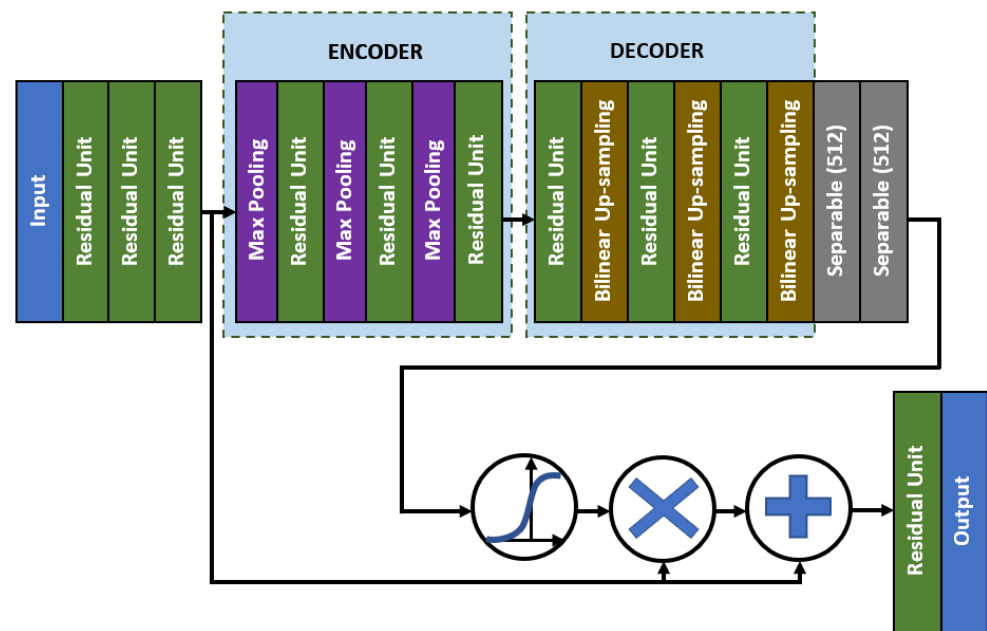 ENCODER
DECODER
Input
Residual Unit
Residual Unit
Residual Unit
Max Pooling
Residual Unit
Max Pooling
Residual Unit
Max Pooling
Residual Unit
Residual Unit
Bilinear Up-sampling
Residual Unit
Bilinear Up-sampling
Residual Unit
Bilinear Up-sampling
Separable (512)
Separable (512)
Residual Unit
Output